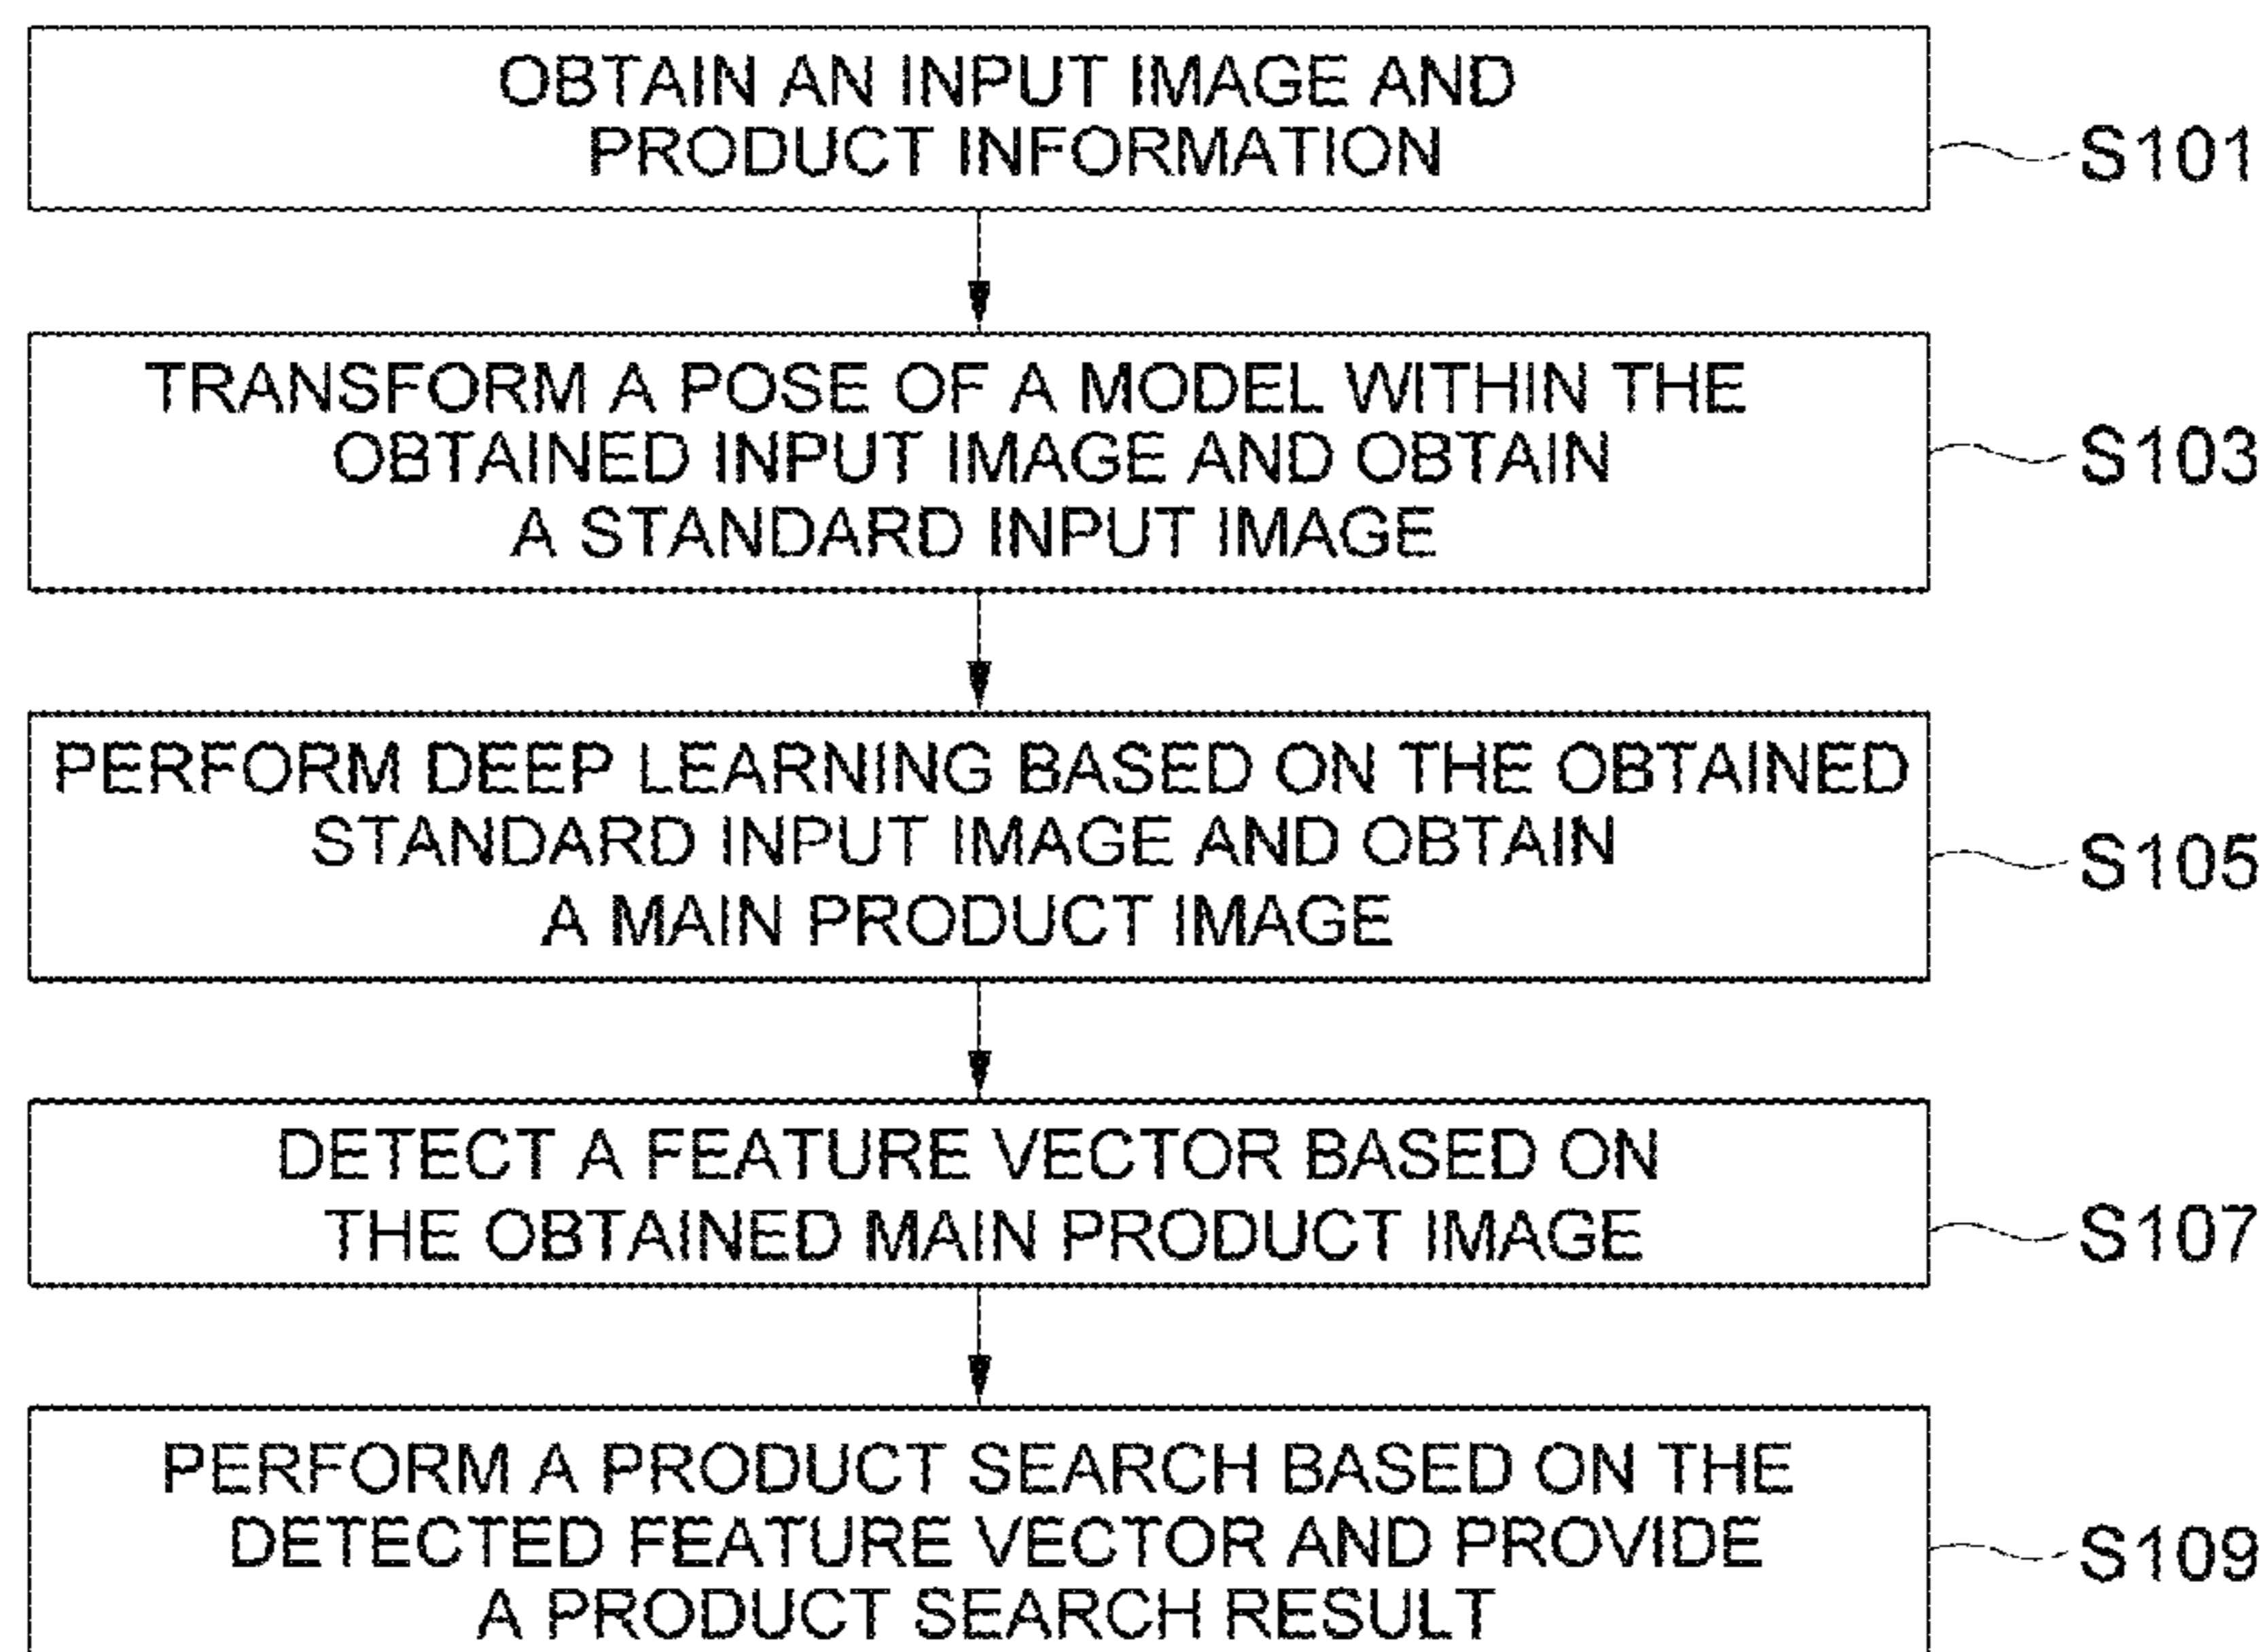 OBTAIN AN INPUT IMAGE AND
PRODUCT INFORMATION
S101
TRANSFORM A POSE OF A MODEL WITHIN THE
OBTAINED INPUT IMAGE AND OBTAIN
A STANDARD INPUT IMAGE
S103
PERFORM DEEP LEARNING BASED ON THE OBTAINED
STANDARD INPUT IMAGE AND OBTAIN
A MAIN PRODUCT IMAGE
S105
DETECT A FEATURE VECTOR BASED ON
THE OBTAINED MAIN PRODUCT IMAGE
S107
PERFORM A PRODUCT SEARCH BASED ON THE
DETECTED FEATURE VECTOR AND PROVIDE
A PRODUCT SEARCH RESULT
S109